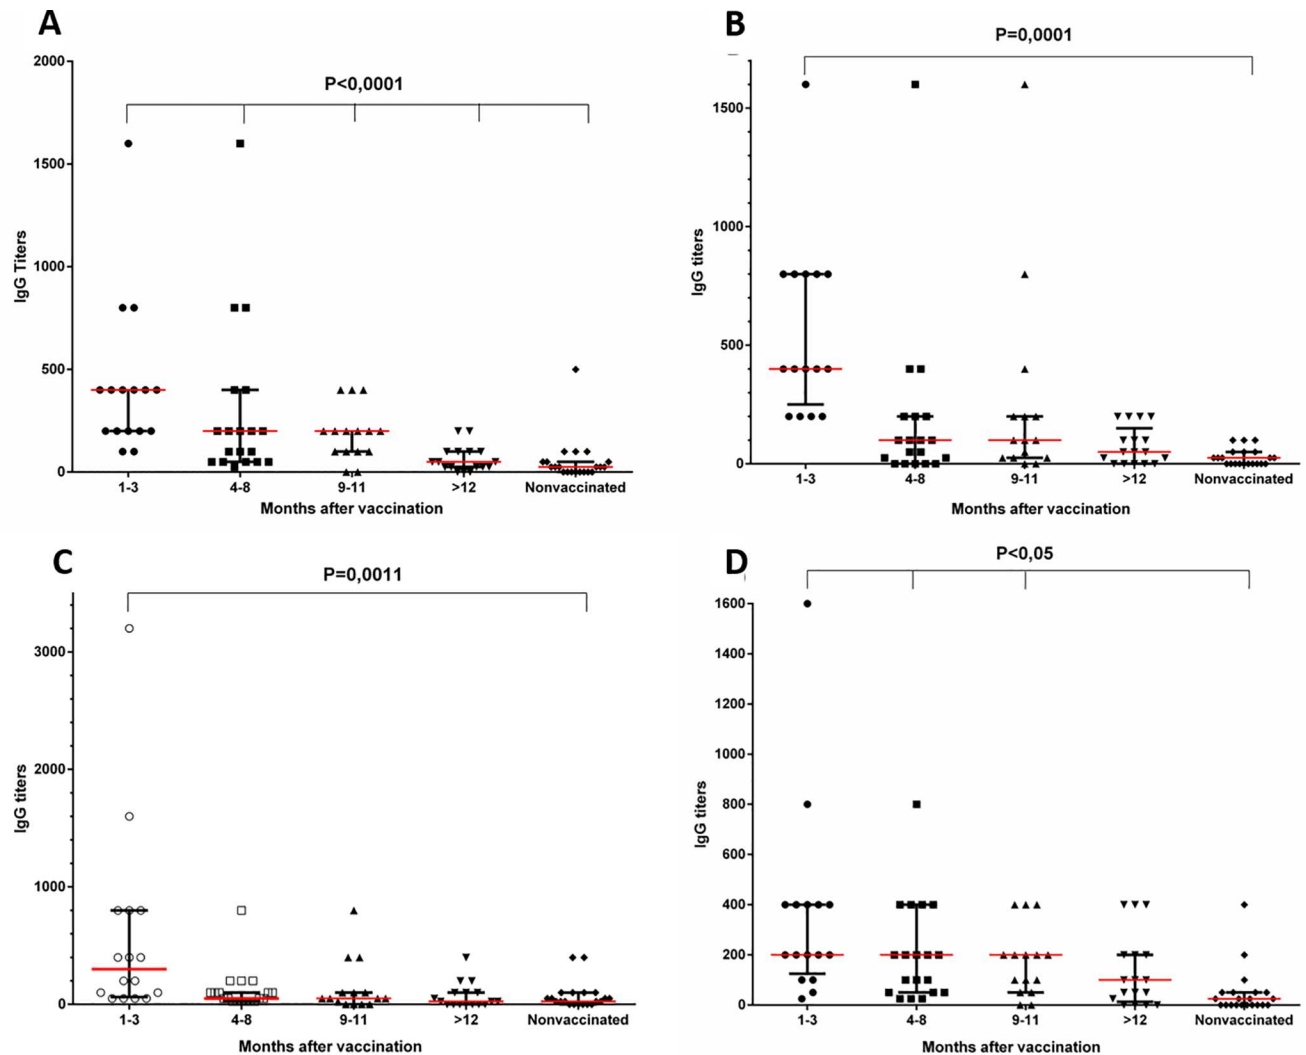 A
P<0,0001
2000
1500
1000
500
0
IgG Titers
1-3 4-8 9-11 >12 Nonvaccinated
Months after vaccination
B
P=0,0001
1500
1000
500
0
IgG titers
1-3 4-8 9-11 >12 Nonvaccinated
Months after vaccination
C
P=0,0011
3000
2000
1000
0
IgG titers
1-3 4-8 9-11 >12 Nonvaccinated
Months after vaccination
D
P<0,05
1600
1400
1200
1000
800
600
400
200
0
IgG titers
1-3 4-8 9-11 >12 Nonvaccinated
Months after vaccination